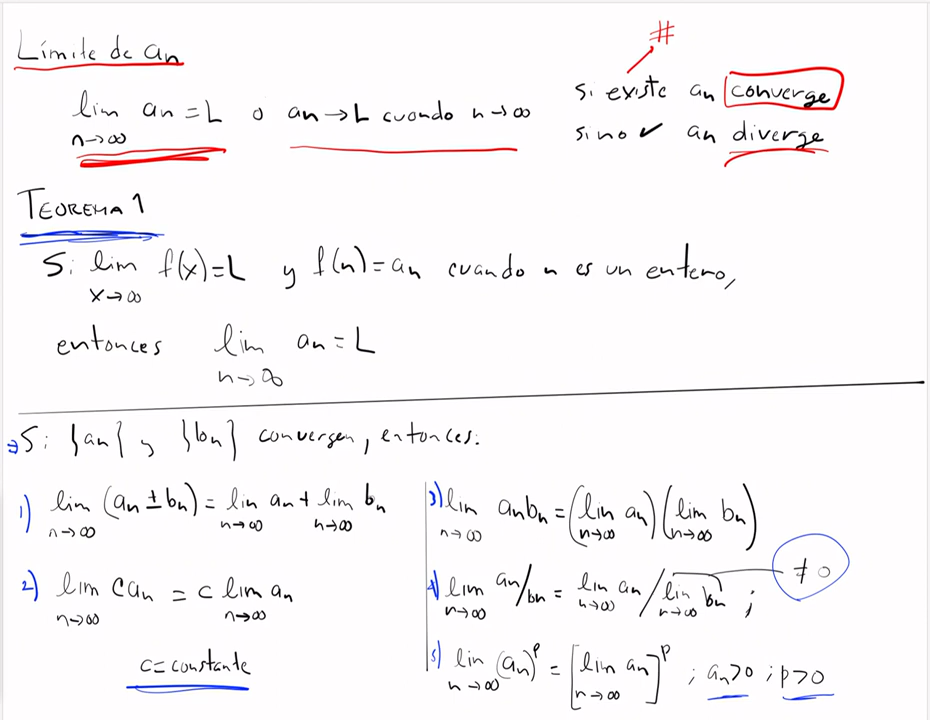 Límite de an
#
lim an = L o an → L cuando n → ∞
n → ∞
si existe an converge
sino ✓ an diverge
TEOREMA 1
Si lim f(x) = L y f(n) = an cuando n es un entero,
x → ∞
entonces lim an = L
n → ∞
⇒ Si {an} y {bn} convergen, entonces:
1) lim (an ± bn) = lim an + lim bn
n → ∞ n → ∞ n → ∞
2) lim c an = c lim an
n → ∞ n → ∞
c = constante
3) lim an bn = (lim an) (lim bn)
n → ∞ n → ∞ n → ∞
4) lim an/bn = lim an / lim bn ; ≠ 0
n → ∞ n → ∞ n → ∞
5) lim (an)^p = [lim an]^p ; an > 0 ; p > 0
n → ∞ n → ∞